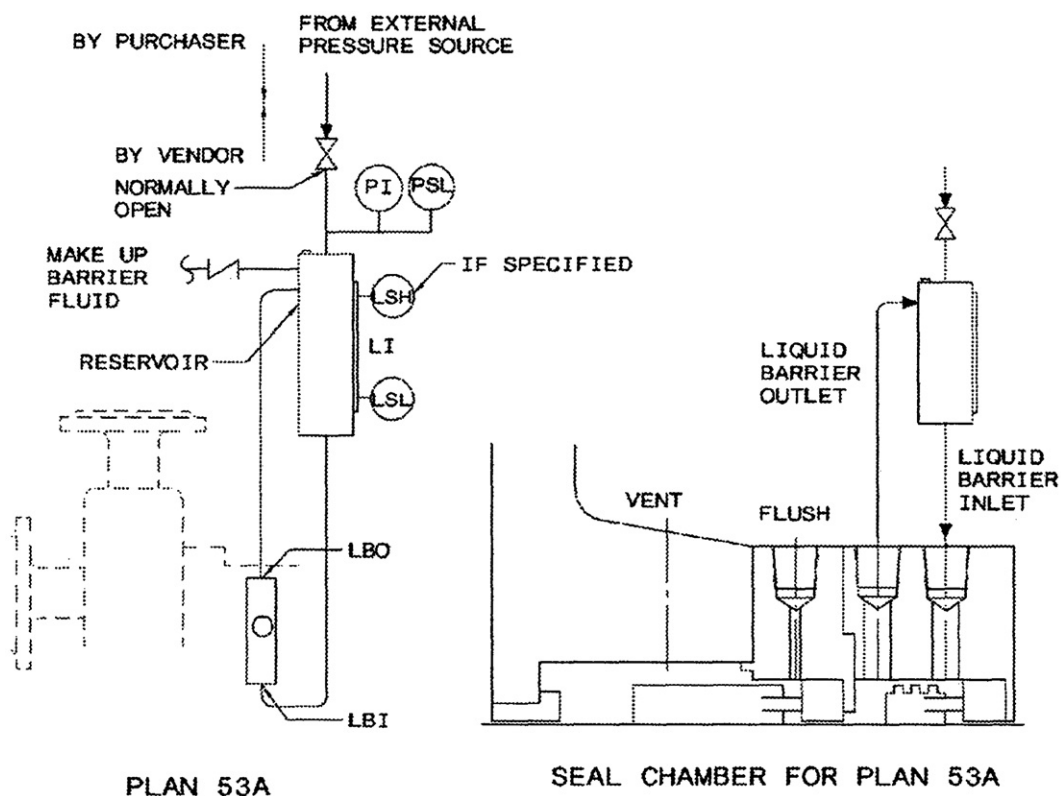 BY PURCHASER
FROM EXTERNAL
PRESSURE SOURCE
BY VENDOR
NORMALLY
OPEN
PI
PSL
MAKE UP
BARRIER
FLUID
IF SPECIFIED
LSH
RESERVOIR
LI
LSL
LBO
LBI
PLAN 53A
LIQUID
BARRIER
OUTLET
LIQUID
BARRIER
INLET
VENT
FLUSH
SEAL CHAMBER FOR PLAN 53A